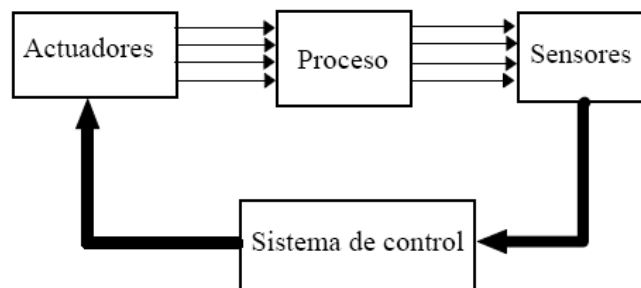 Actuadores
Proceso
Sensores
Sistema de control